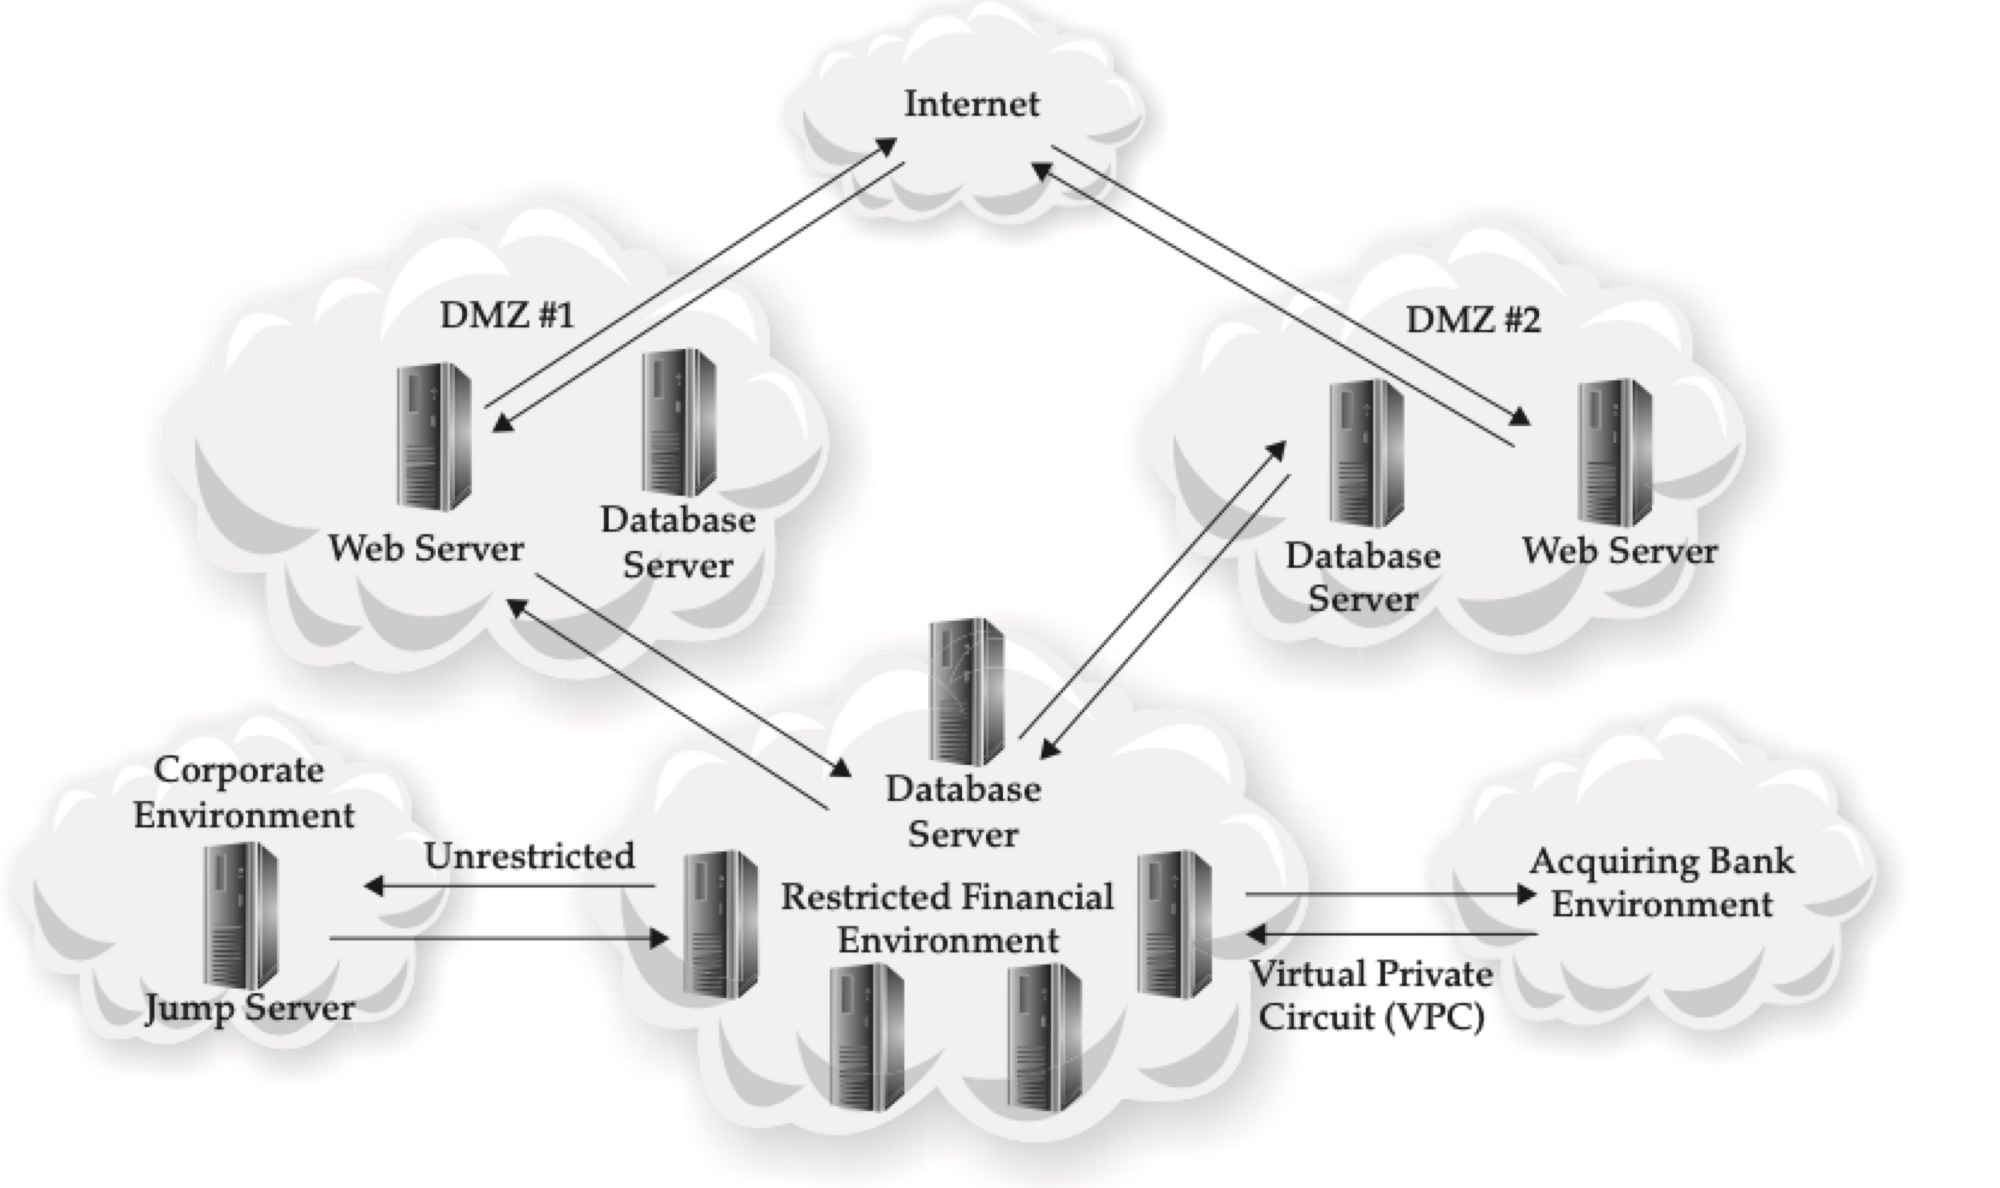 Internet
DMZ #1
DMZ #2
Web Server
Database
Server
Database
Server
Web Server
Corporate
Environment
Jump Server
Unrestricted
Database
Server
Restricted Financial
Environment
Acquiring Bank
Environment
Virtual Private
Circuit (VPC)